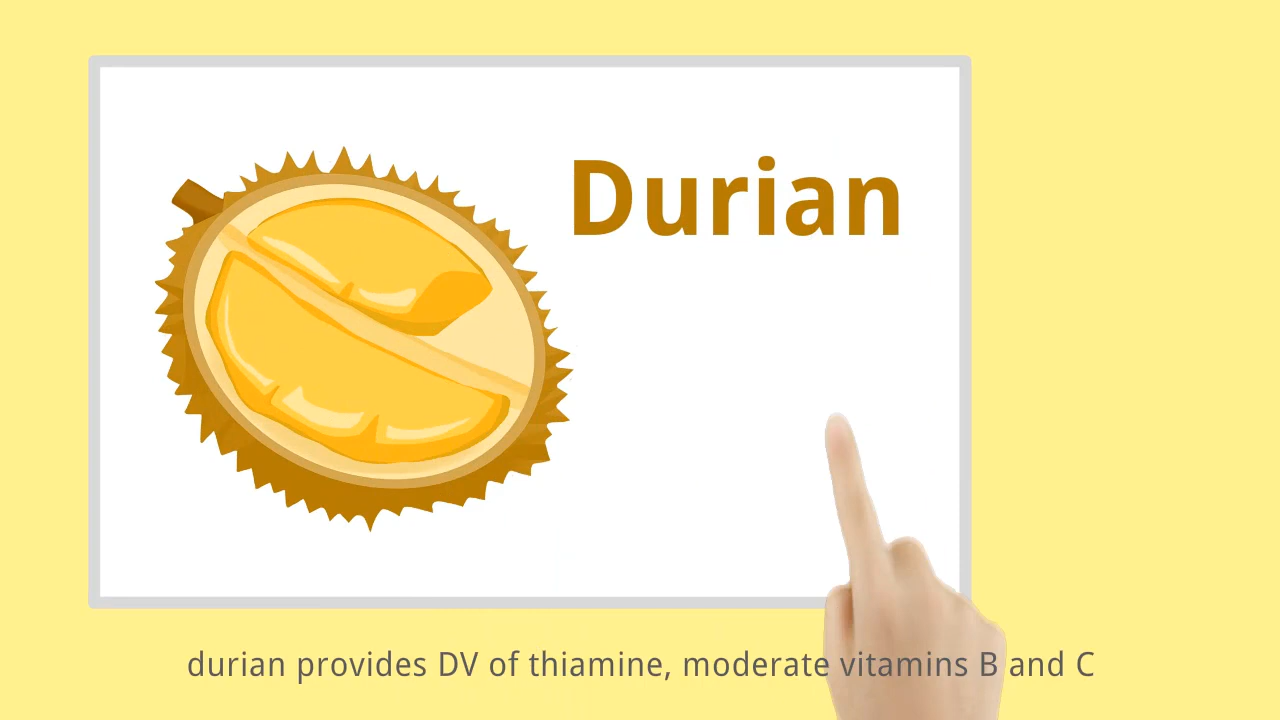 Durian
durian provides DV of thiamine, moderate vitamins B and C